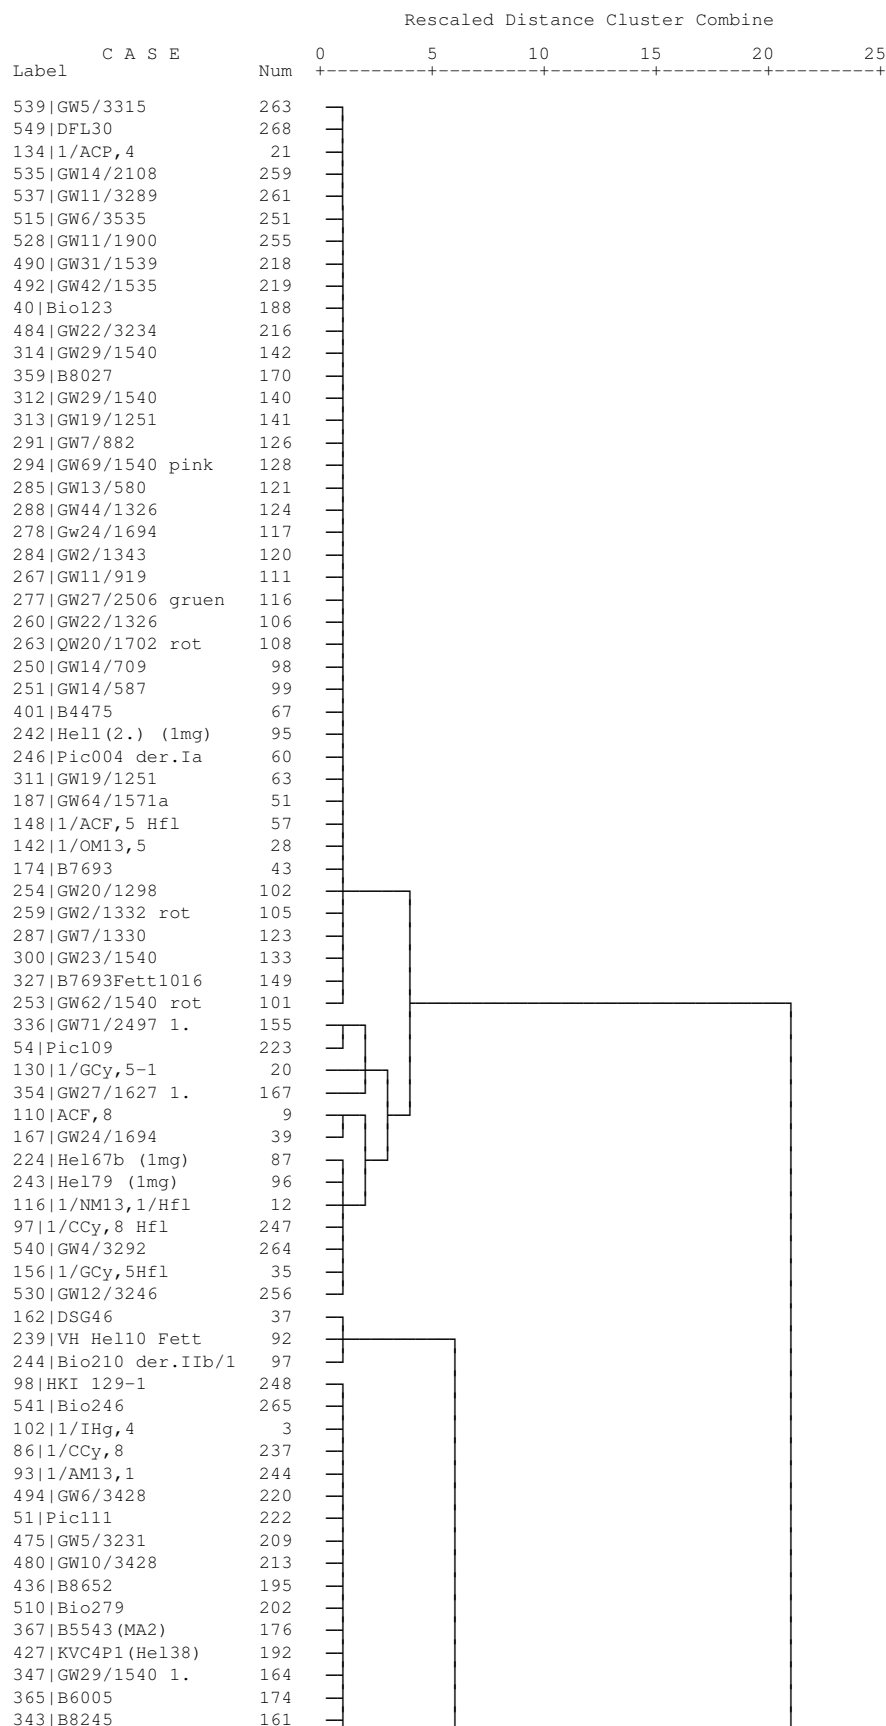 Rescaled Distance Cluster Combine
C A S E 0 5 10 15 20 25
Label Num +---------+---------+---------+---------+---------+
539|GW5/3315 263
549|DFL30 268
134|1/ACP,4 21
535|GW14/2108 259
537|GW11/3289 261
515|GW6/3535 251
528|GW11/1900 255
490|GW31/1539 218
492|GW42/1535 219
40|Bio123 188
484|GW22/3234 216
314|GW29/1540 142
359|B8027 170
312|GW29/1540 140
313|GW19/1251 141
291|GW7/882 126
294|GW69/1540 pink 128
285|GW13/580 121
288|GW44/1326 124
278|Gw24/1694 117
284|GW2/1343 120
267|GW11/919 111
277|GW27/2506 gruen 116
260|GW22/1326 106
263|QW20/1702 rot 108
250|GW14/709 98
251|GW14/587 99
401|B4475 67
242|Hel1(2.) (1mg) 95
246|Pic004 der.Ia 60
311|GW19/1251 63
187|GW64/1571a 51
148|1/ACF,5 Hfl 57
142|1/OM13,5 28
174|B7693 43
254|GW20/1298 102
259|GW2/1332 rot 105
287|GW7/1330 123
300|GW23/1540 133
327|B7693Fett1016 149
253|GW62/1540 rot 101
336|GW71/2497 1. 155
54|Pic109 223
130|1/GCy,5-1 20
354|GW27/1627 1. 167
110|ACF,8 9
167|GW24/1694 39
224|Hel67b (1mg) 87
243|Hel79 (1mg) 96
116|1/NM13,1/Hfl 12
97|1/CCy,8 Hfl 247
540|GW4/3292 264
156|1/GCy,5Hfl 35
530|GW12/3246 256
162|DSG46 37
239|VH Hel10 Fett 92
244|Bio210 der.IIb/1 97
98|HKI 129-1 248
541|Bio246 265
102|1/IHg,4 3
86|1/CCy,8 237
93|1/AM13,1 244
494|GW6/3428 220
51|Pic111 222
475|GW5/3231 209
480|GW10/3428 213
436|B8652 195
510|Bio279 202
367|B5543(MA2) 176
427|KVC4P1(Hel38) 192
347|GW29/1540 1. 164
365|B6005 174
343|B8245 161